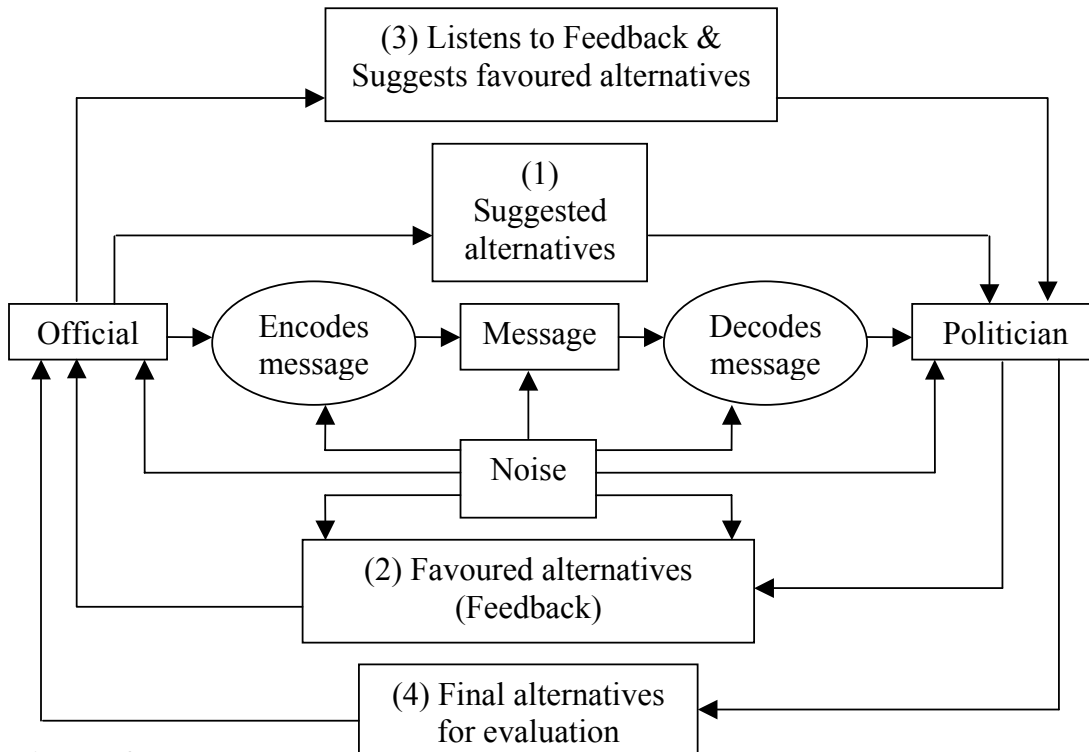 (3) Listens to Feedback &
Suggests favoured alternatives
(1)
Suggested
alternatives
Official
Encodes
message
Message
Decodes
message
Politician
Noise
(2) Favoured alternatives
(Feedback)
(4) Final alternatives
for evaluation